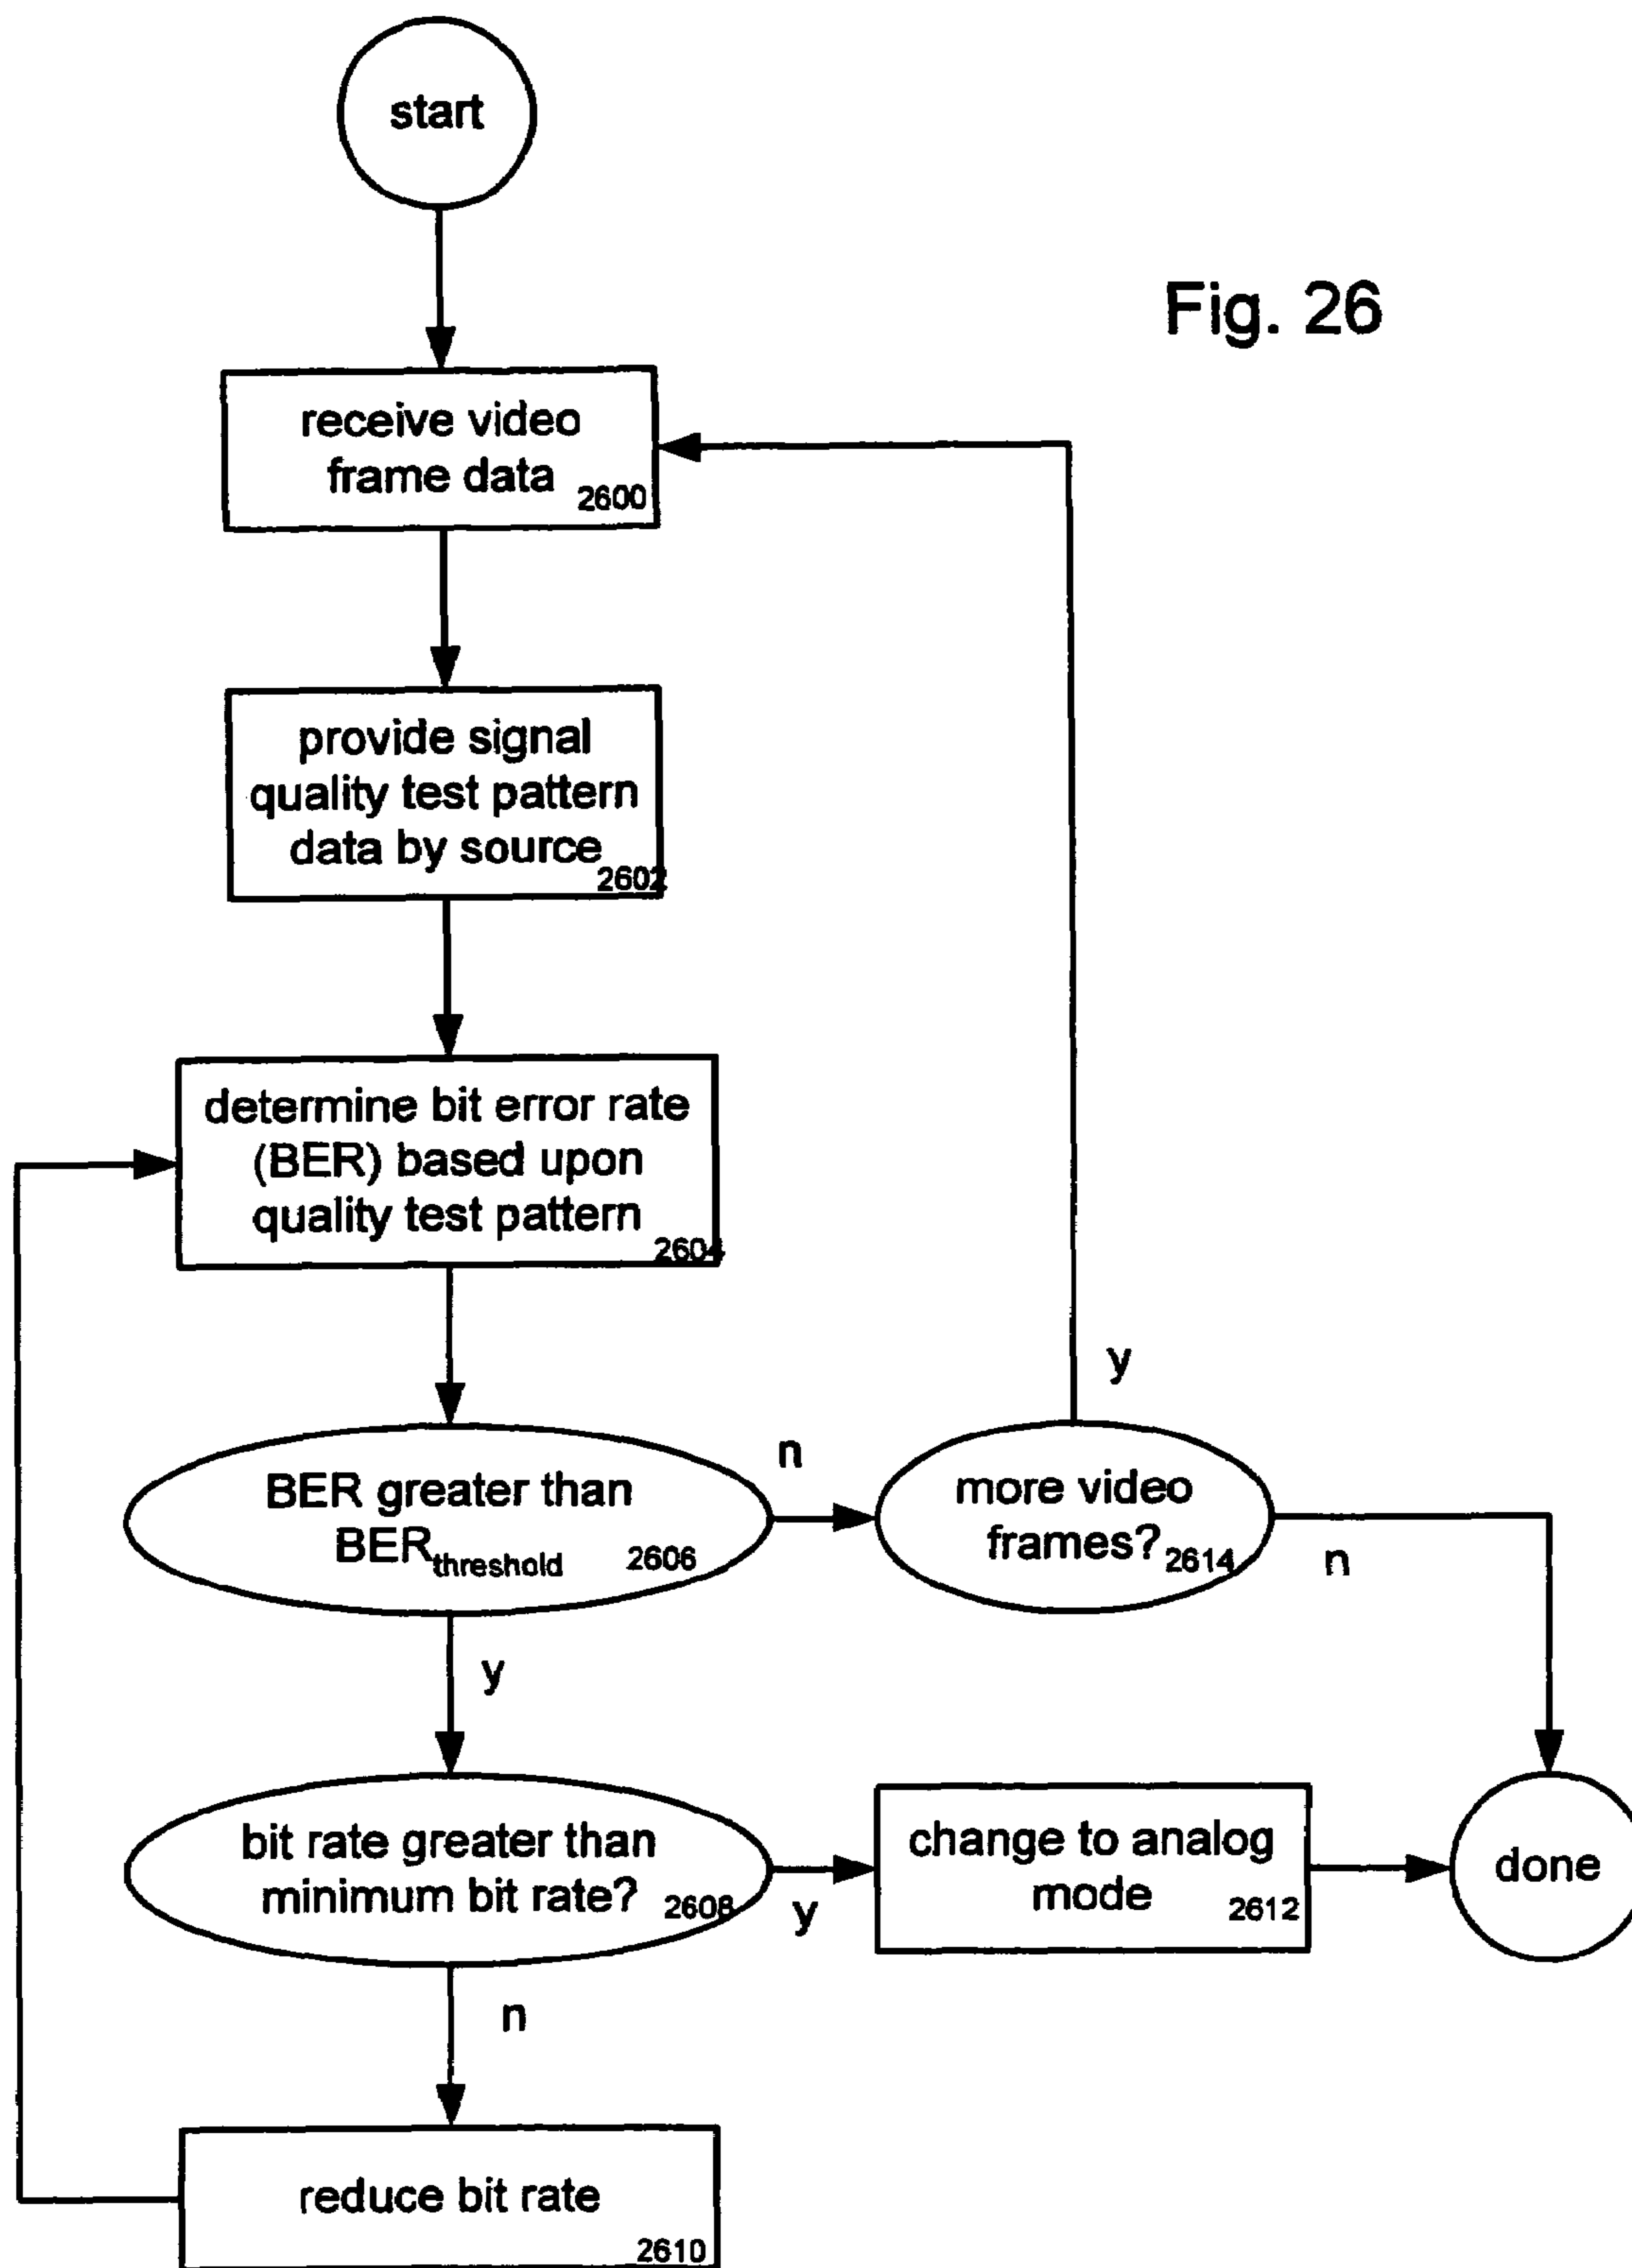 start
Fig. 26
receive video
frame data 2600
provide signal
quality test pattern
data by source
2602
determine bit error rate
(BER) based upon
quality test pattern
2604
BER greater than
BERthreshold 2606
n
more video
frames? 2614
y
n
y
bit rate greater than
minimum bit rate? 2608
y
change to analog
mode 2612
done
n
reduce bit rate
2610